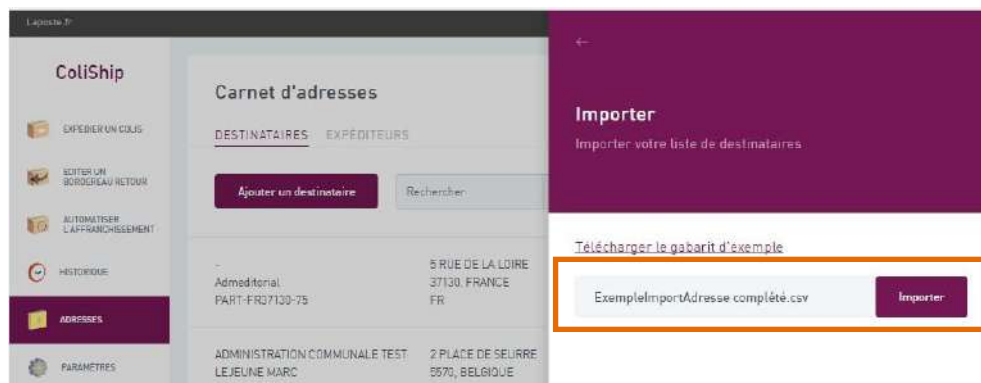 Laposte.fr
ColiShip
EXPÉDIER UN COLIS
EDITER UN
BORDEREAU RETOUR
AUTOMATISER
L'AFFRANCHISSEMENT
HISTORIQUE
ADRESSES
PARAMÈTRES
Carnet d'adresses
DESTINATAIRES EXPÉDITEURS
Ajouter un destinataire
Rechercher
-
Admeditorial
PART-FR37130-75
5 RUE DE LA LOIRE
37130, FRANCE
FR
ADMINISTRATION COMMUNALE TEST
LEJEUNE MARC
2 PLACE DE SEURRE
5570, BELGIQUE
←
Importer
Importer votre liste de destinataires
Télécharger le gabarit d'exemple
ExempleImportAdresse complété.csv
Importer